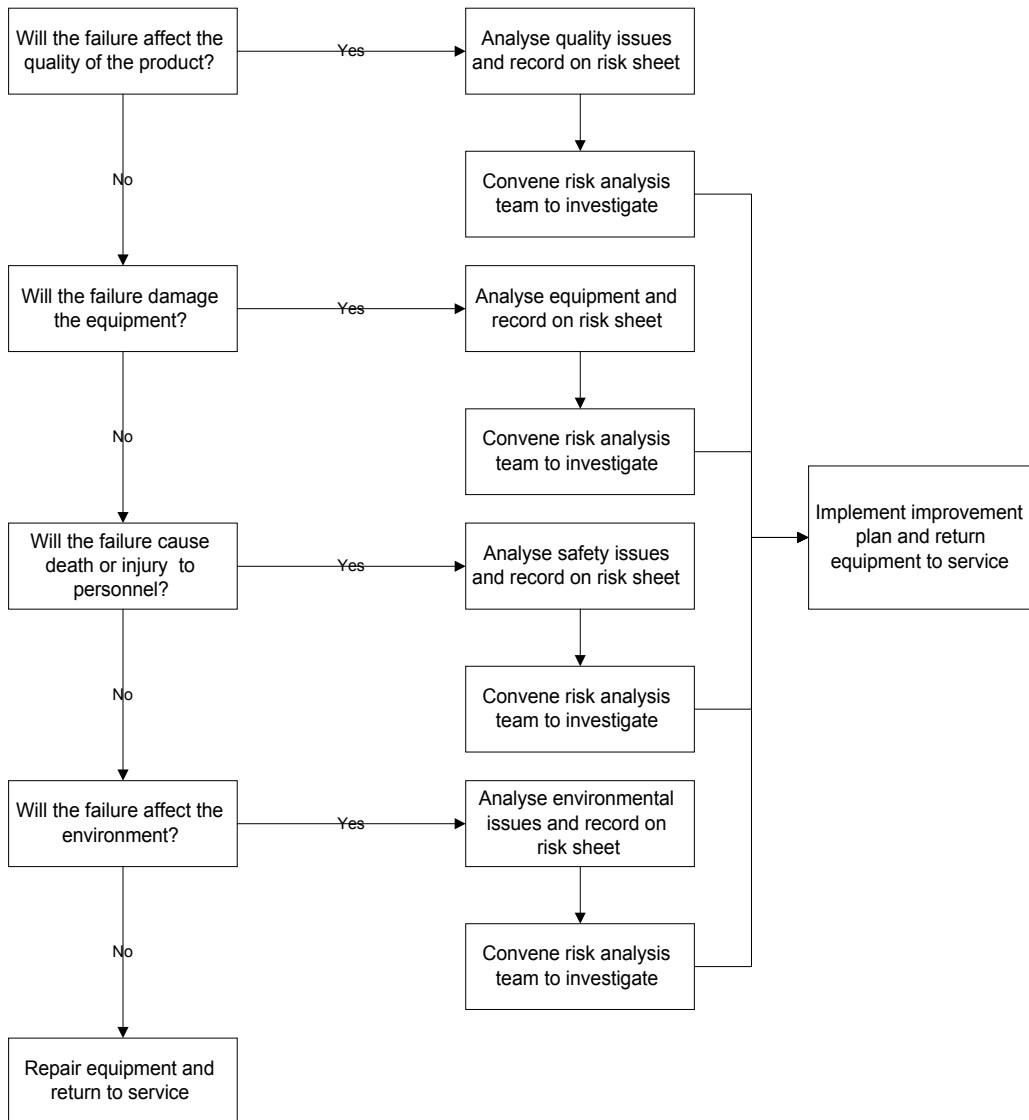 Will the failure affect the
quality of the product?
Yes
Analyse quality issues
and record on risk sheet
No
Convene risk analysis
team to investigate
Will the failure damage
the equipment?
Yes
Analyse equipment and
record on risk sheet
No
Convene risk analysis
team to investigate
Implement improvement
plan and return
equipment to service
Will the failure cause
death or injury to
personnel?
Yes
Analyse safety issues
and record on risk sheet
No
Convene risk analysis
team to investigate
Will the failure affect the
environment?
Yes
Analyse environmental
issues and record on
risk sheet
No
Convene risk analysis
team to investigate
Repair equipment and
return to service